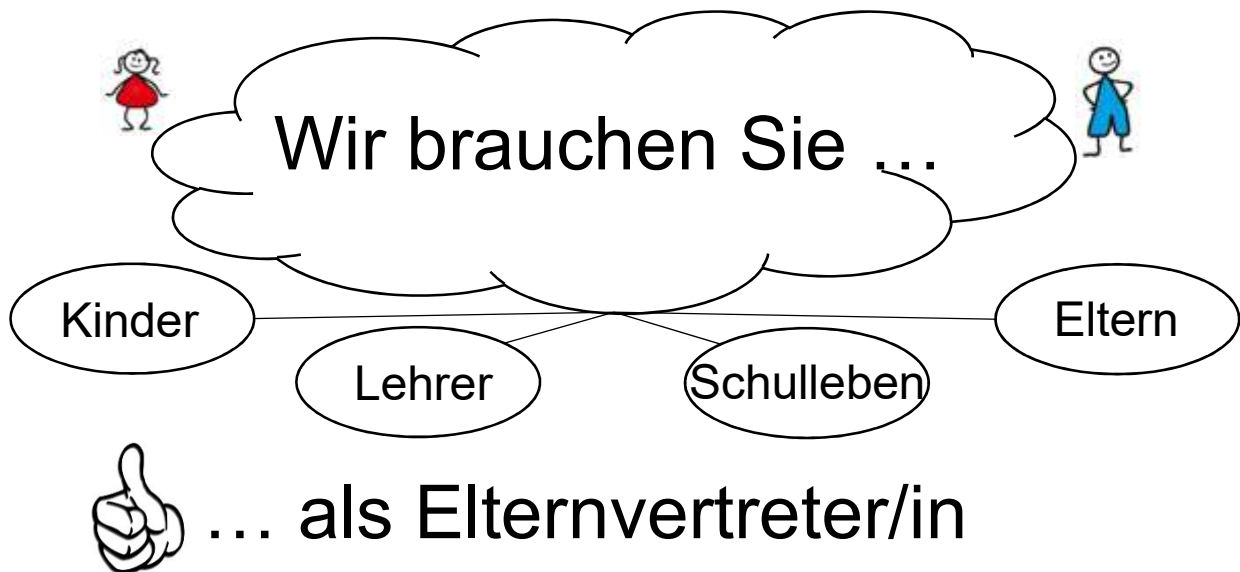 Wir brauchen Sie …
Kinder
Eltern
Lehrer
Schulleben
… als Elternvertreter/in